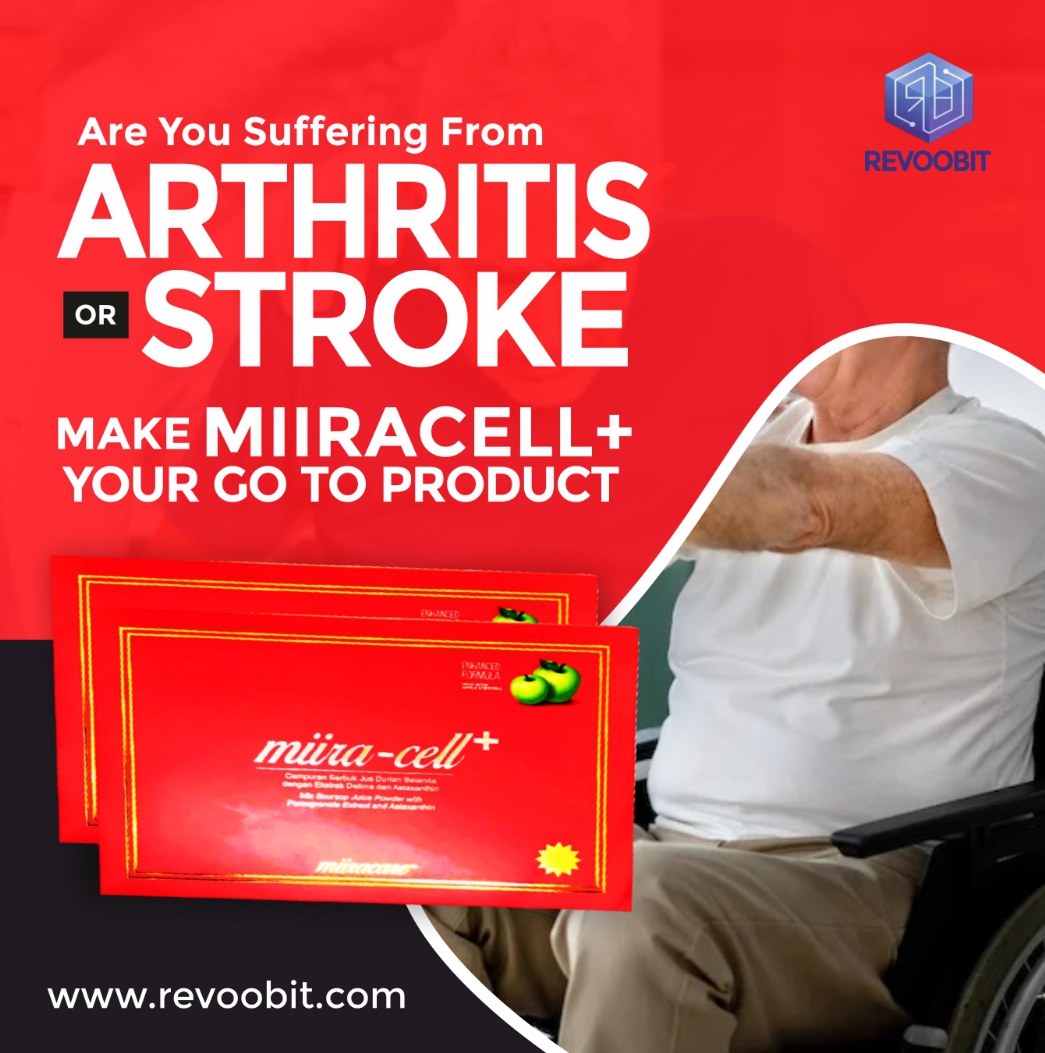 REVOOBIT
Are You Suffering From
ARTHRITIS
OR STROKE
MAKE MIIRACELL+
YOUR GO TO PRODUCT
ENHANCED
ENHANCED
FORMULA
miira-cell+
Campuran Serbuk Jus Durian Belanda
dengan Ekstrak Delima dan Astaxanthin
Mix Soursop Juice Powder with
Pomegranate Extract and Astaxanthin
miiracare
www.revoobit.com